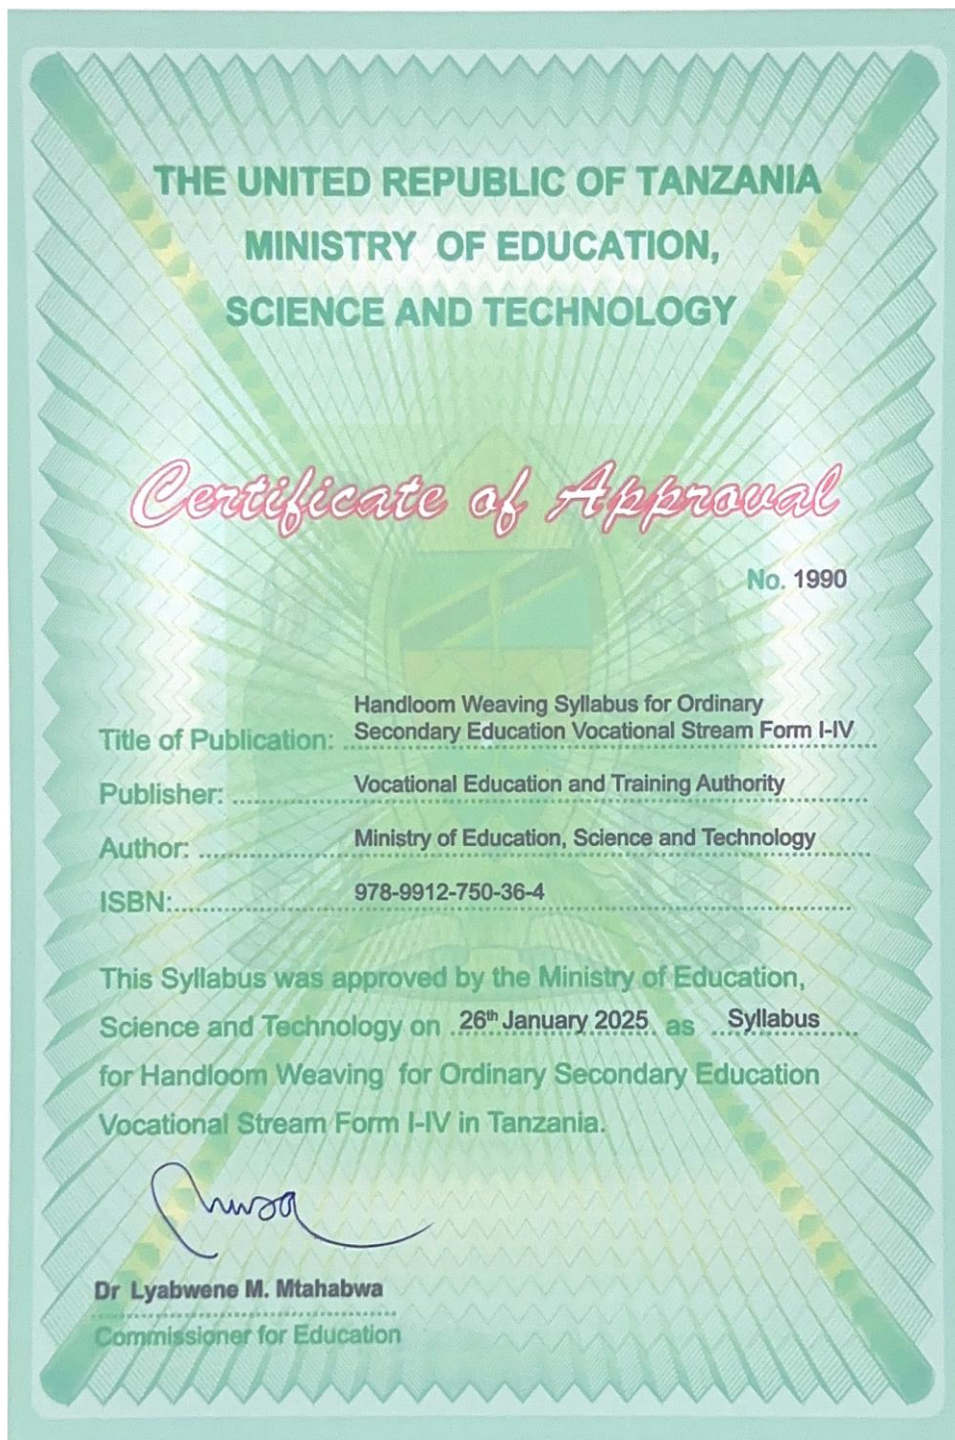 THE UNITED REPUBLIC OF TANZANIA
MINISTRY OF EDUCATION,
SCIENCE AND TECHNOLOGY
Certificate of Approval
No. 1990
Title of Publication: Handloom Weaving Syllabus for Ordinary
Secondary Education Vocational Stream Form I-IV
Publisher: Vocational Education and Training Authority
Author: Ministry of Education, Science and Technology
ISBN: 978-9912-750-36-4
This Syllabus was approved by the Ministry of Education,
Science and Technology on 26th January 2025 as Syllabus
for Handloom Weaving for Ordinary Secondary Education
Vocational Stream Form I-IV in Tanzania.
Dr Lyabwene M. Mtahabwa
Commissioner for Education